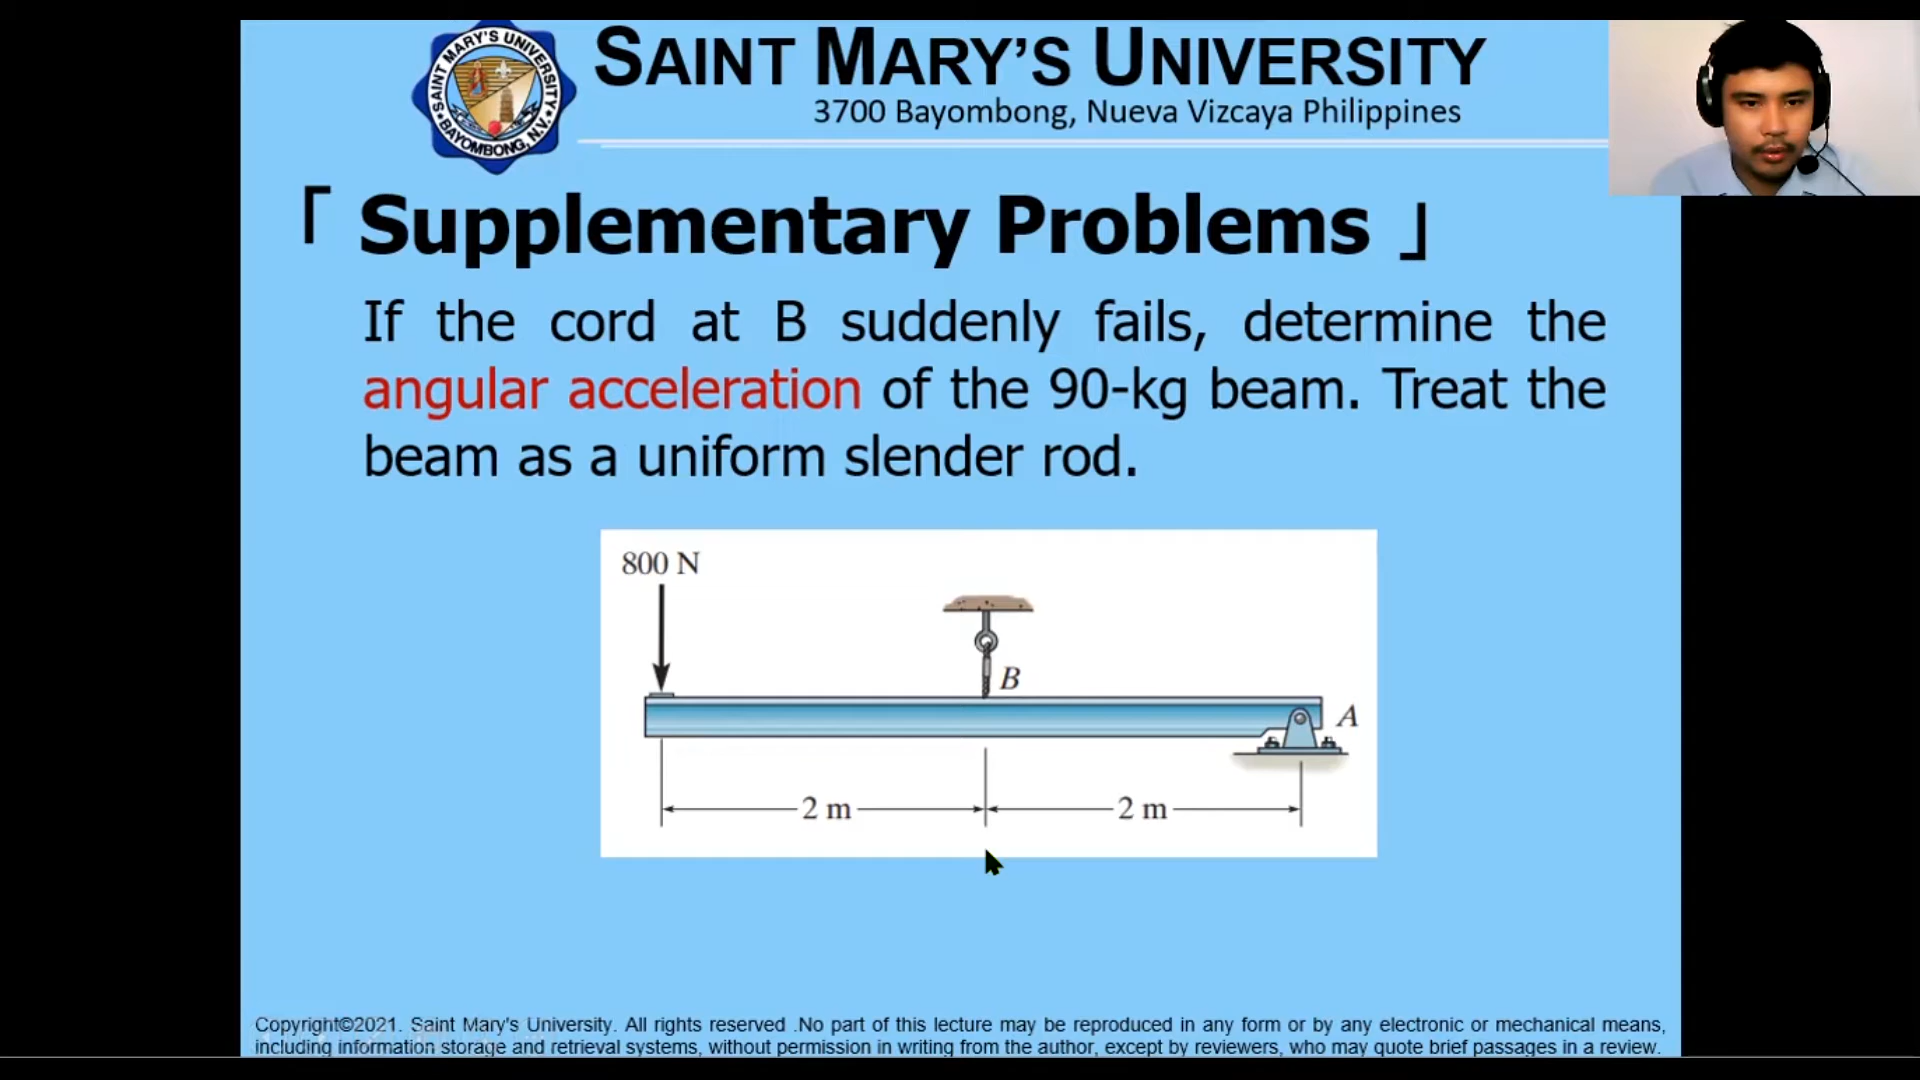 SAINT MARY'S UNIVERSITY
BAYOMBONG, N.V.
SAINT MARY'S UNIVERSITY
3700 Bayombong, Nueva Vizcaya Philippines
「 Supplementary Problems 」
If the cord at B suddenly fails, determine the
angular acceleration of the 90-kg beam. Treat the
beam as a uniform slender rod.
800 N
B
A
2 m
2 m
Copyright©2021. Saint Mary's University. All rights reserved .No part of this lecture may be reproduced in any form or by any electronic or mechanical means,
including information storage and retrieval systems, without permission in writing from the author, except by reviewers, who may quote brief passages in a review.